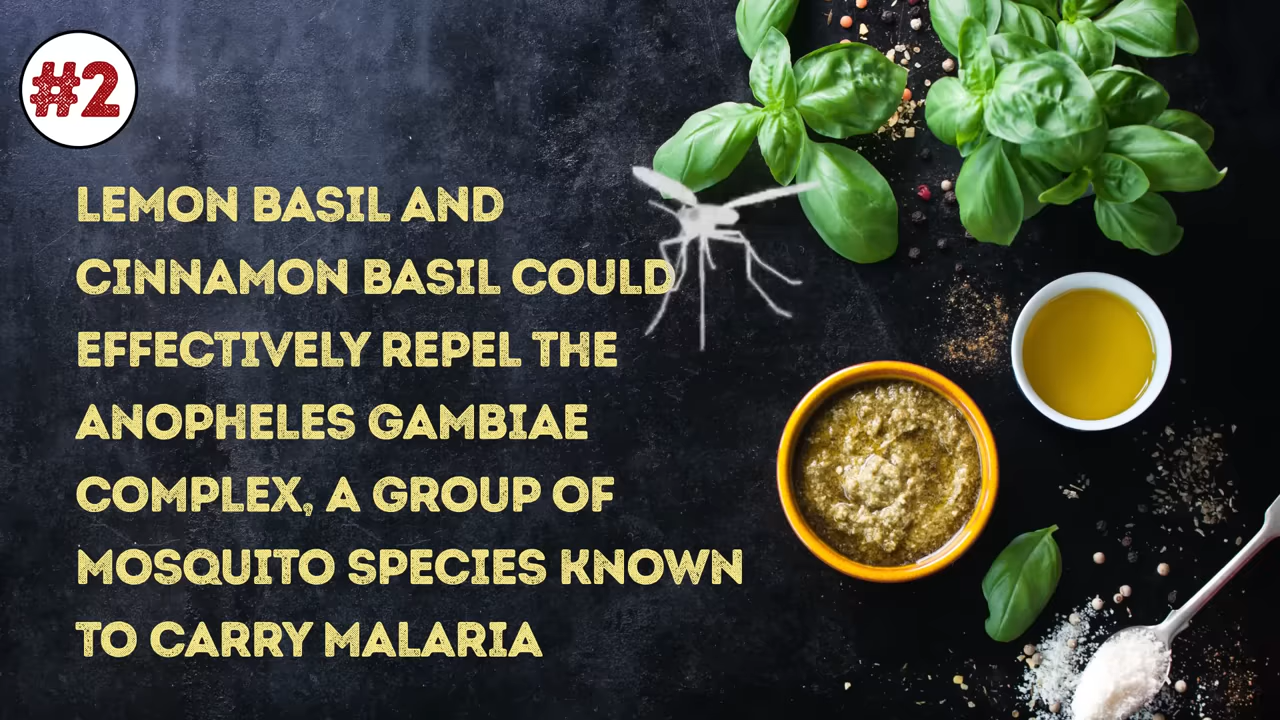 #2
LEMON BASIL AND
CINNAMON BASIL COULD
EFFECTIVELY REPEL THE
ANOPHELES GAMBIAE
COMPLEX, A GROUP OF
MOSQUITO SPECIES KNOWN
TO CARRY MALARIA